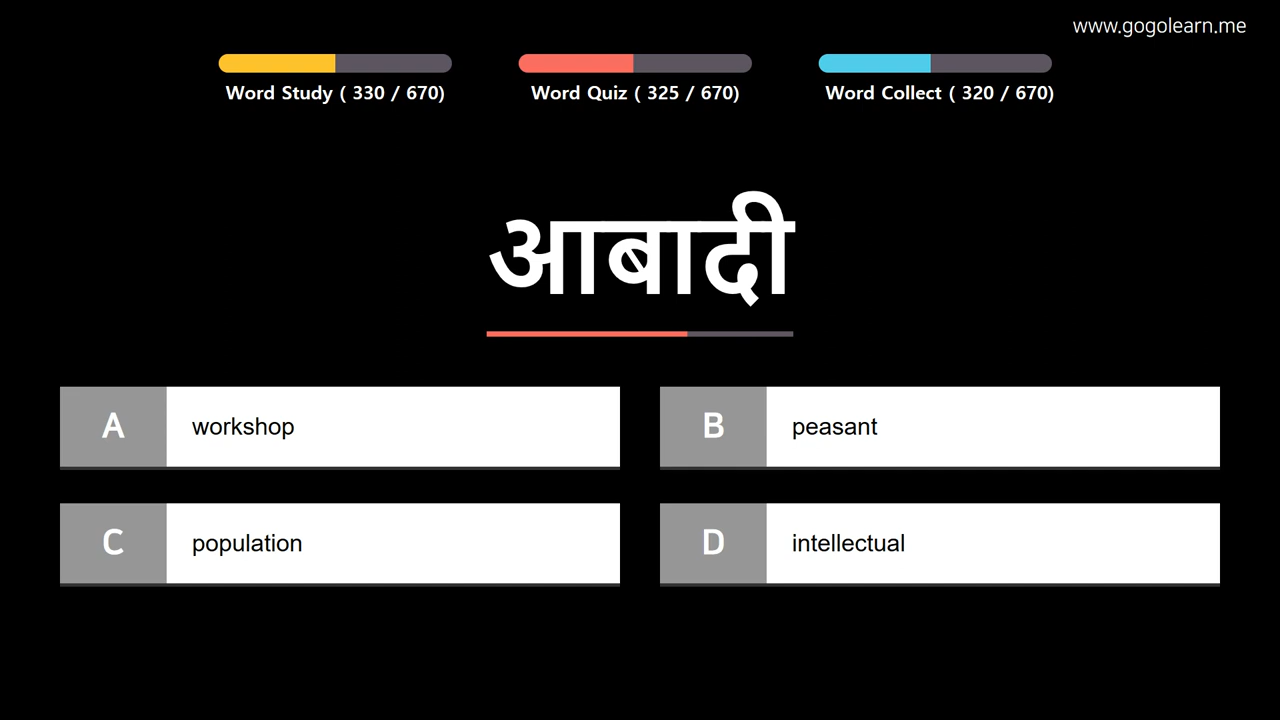 www.gogolearn.me
Word Study ( 330 / 670)
Word Quiz ( 325 / 670)
Word Collect ( 320 / 670)
आबादी
A workshop
B peasant
C population
D intellectual